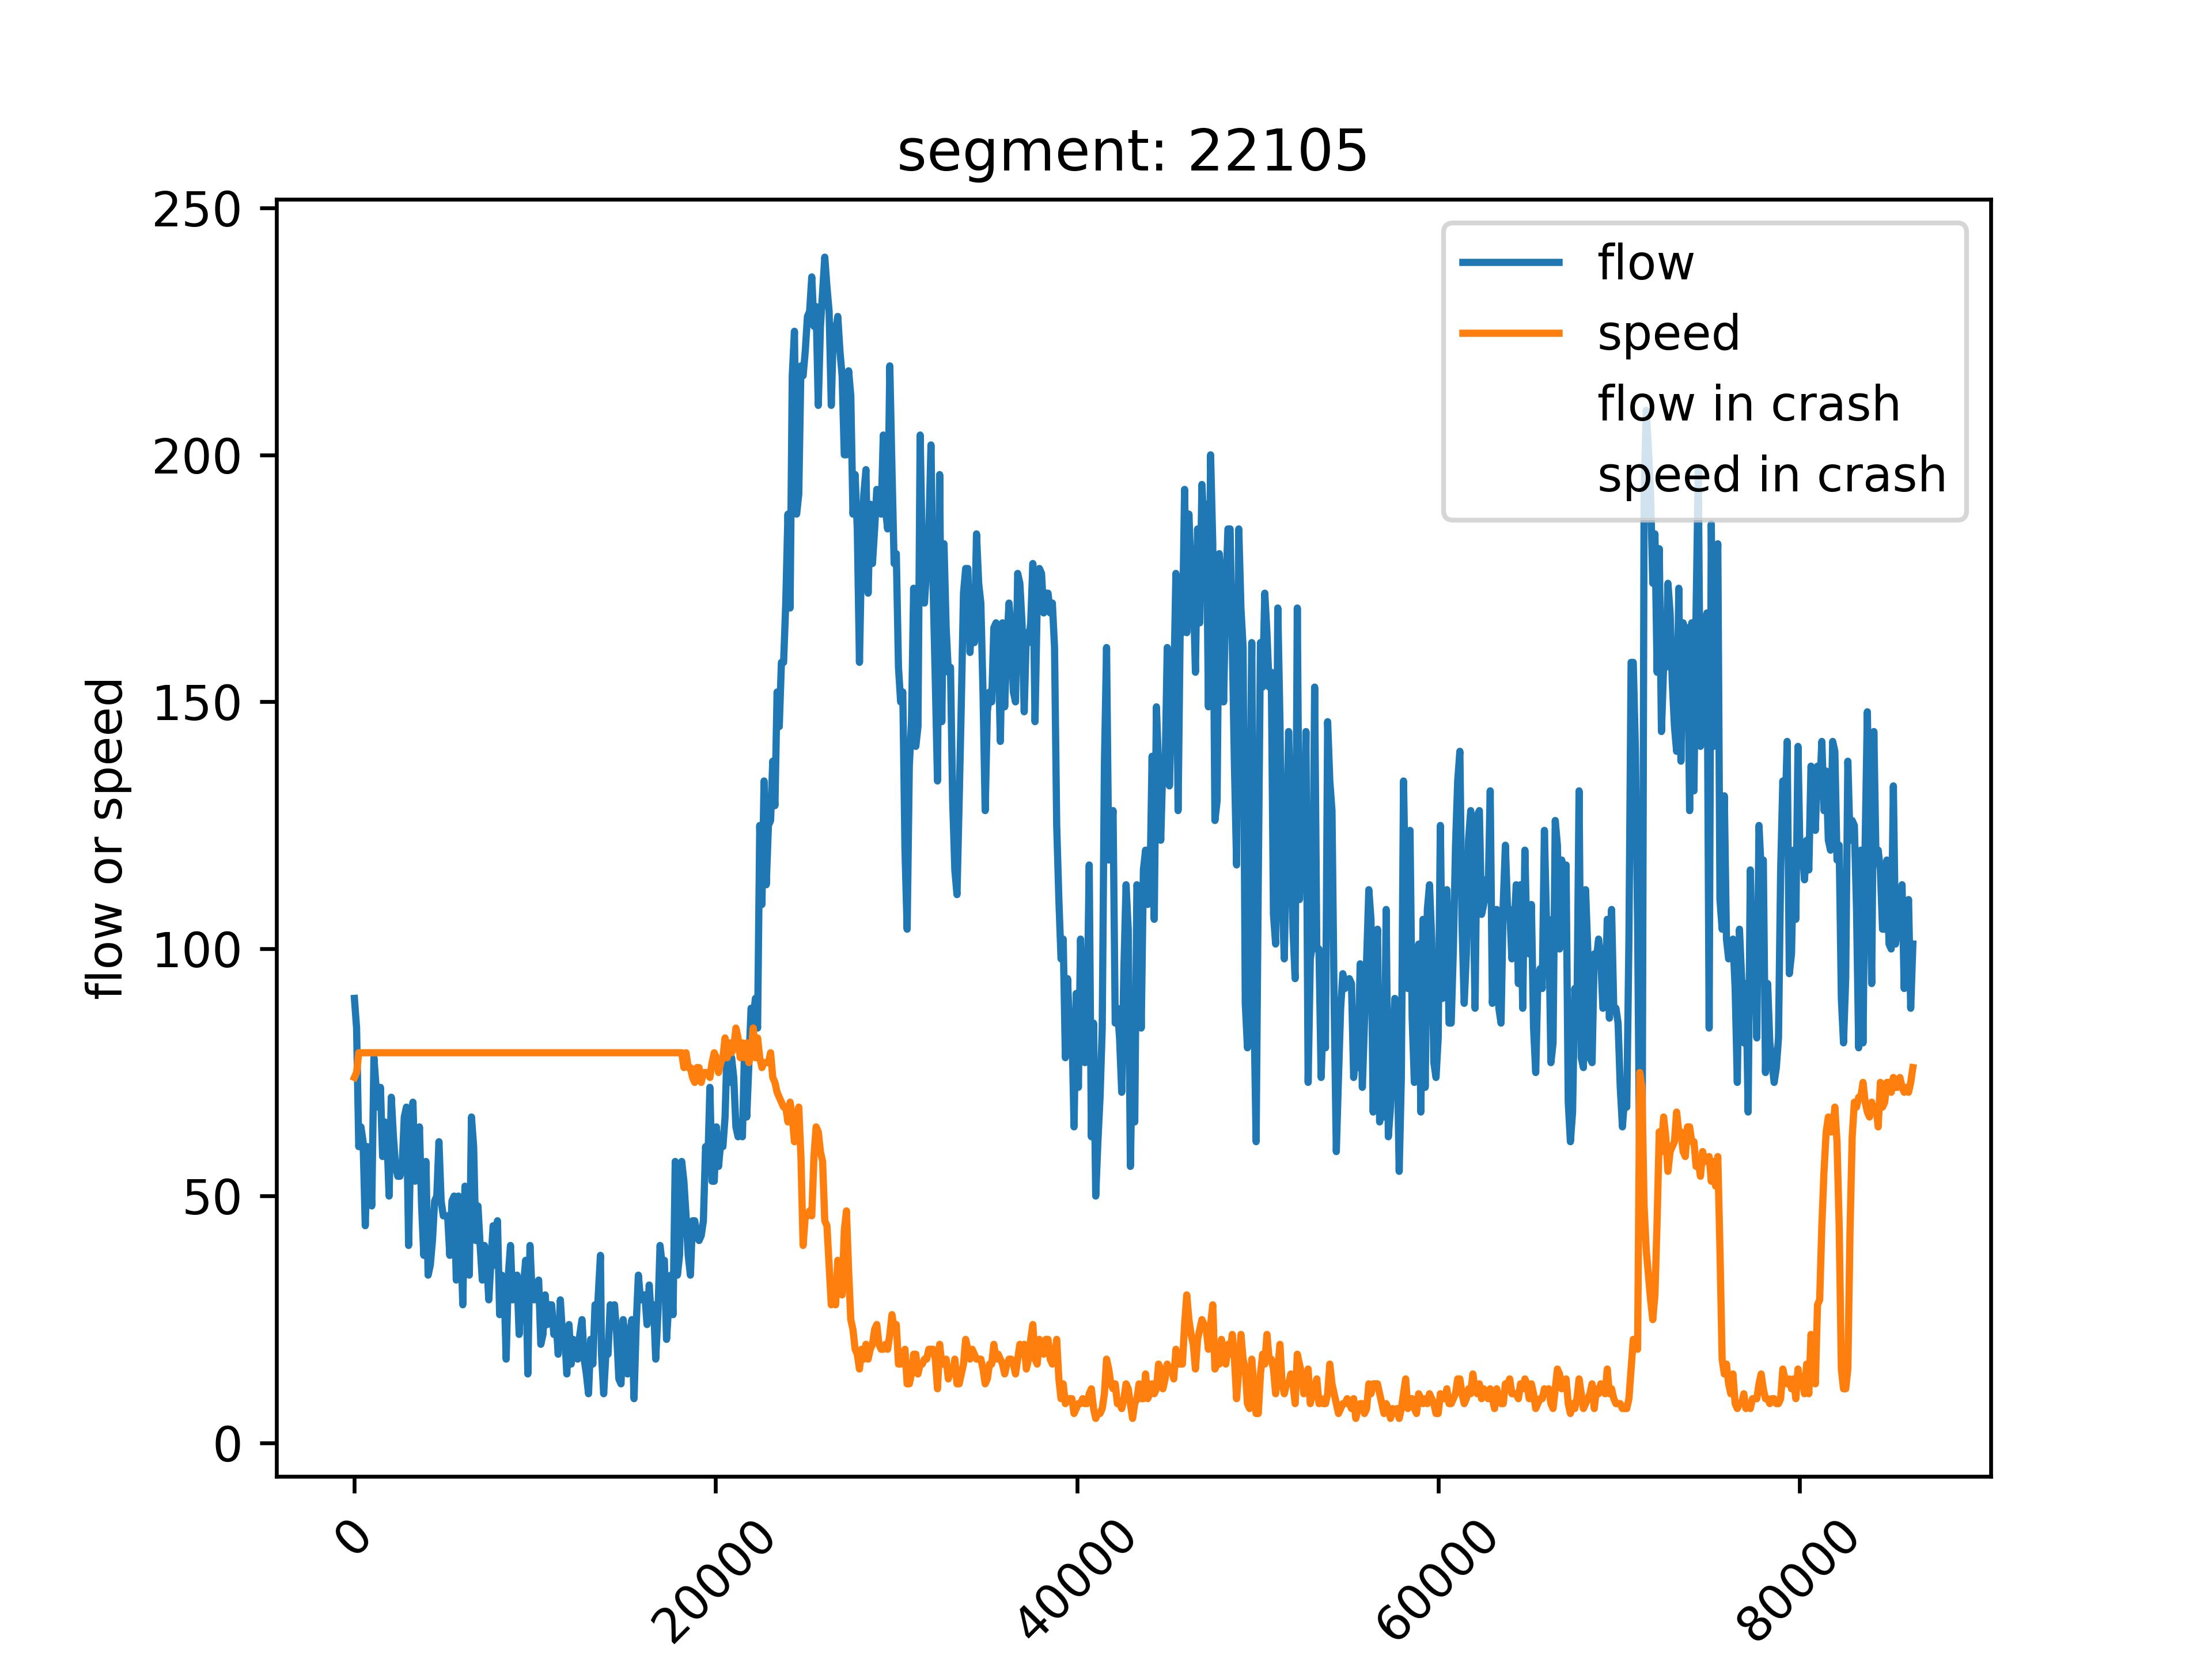 segment: 22105
250
200
150
100
50
0
flow or speed
flow
speed
flow in crash
speed in crash
0
20000
40000
60000
80000